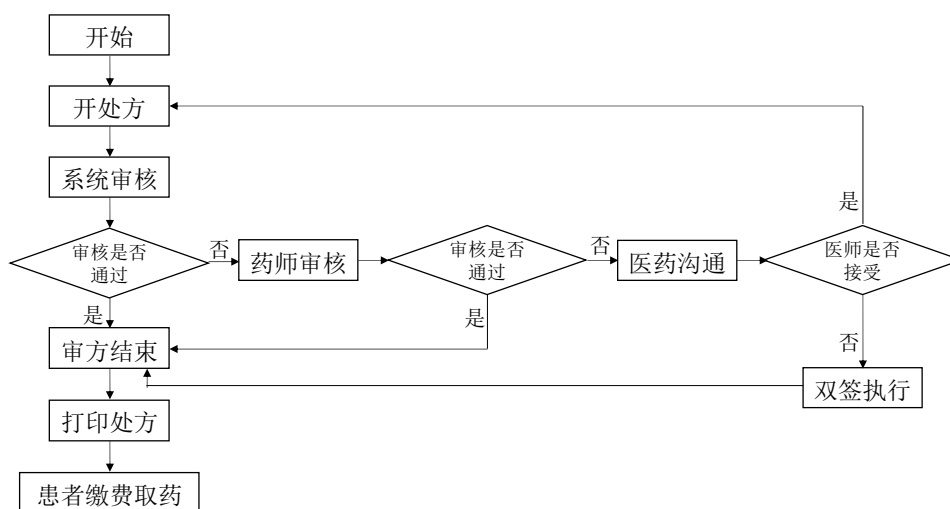 开始
开处方
系统审核
审核是否
通过
否
药师审核
审核是否
通过
否
医药沟通
医师是否
接受
是
是
是
否
审方结束
双签执行
打印处方
患者缴费取药